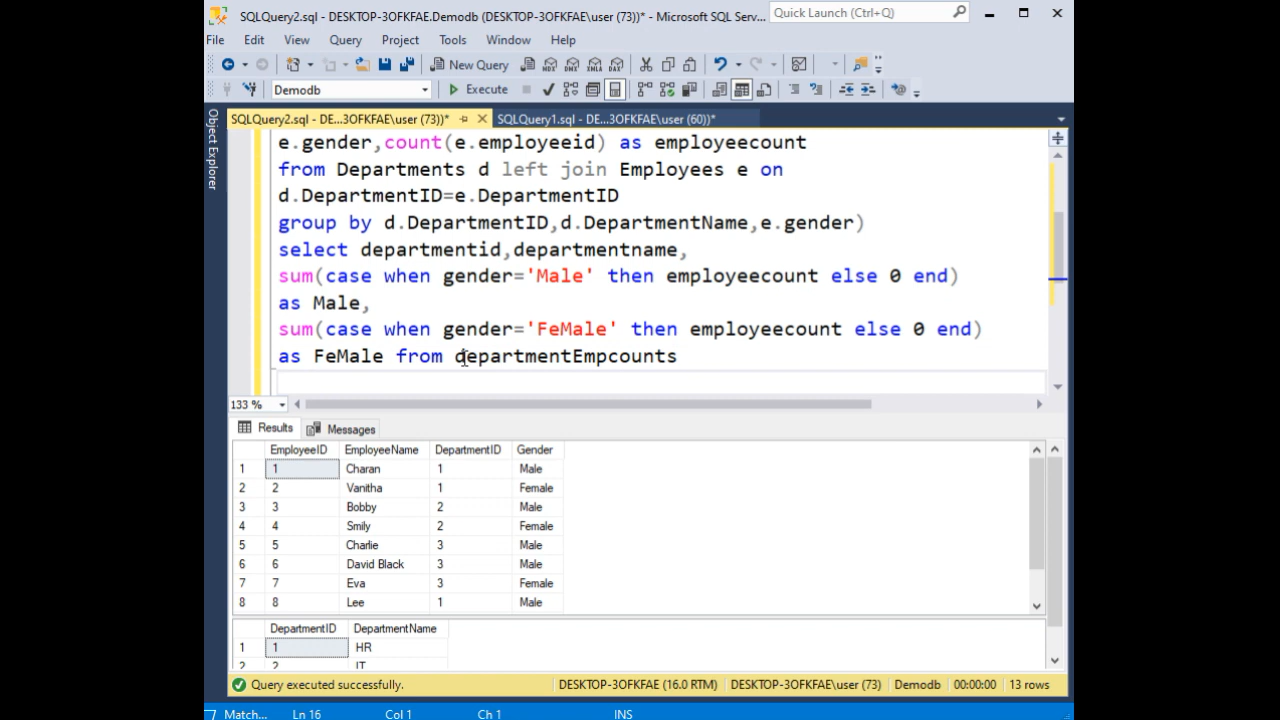 SQLQuery2.sql - DESKTOP-3OFKFAE.Demodb (DESKTOP-3OFKFAE\user (73))* - Microsoft SQL Serv...
Quick Launch (Ctrl+Q)
File Edit View Query Project Tools Window Help
New Query
Demodb Execute
SQLQuery2.sql - DE...3OFKFAE\user (73))* SQLQuery1.sql - DE...3OFKFAE\user (60))*
Object Explorer
e.gender,count(e.employeeid) as employeecount
from Departments d left join Employees e on
d.DepartmentID=e.DepartmentID
group by d.DepartmentID,d.DepartmentName,e.gender)
select departmentid,departmentname,
sum(case when gender='Male' then employeecount else 0 end)
as Male,
sum(case when gender='FeMale' then employeecount else 0 end)
as FeMale from departmentEmpcounts
133 %
Results Messages
EmployeeID EmployeeName DepartmentID Gender
1 1 Charan 1 Male
2 2 Vanitha 1 Female
3 3 Bobby 2 Male
4 4 Smily 2 Female
5 5 Charlie 3 Male
6 6 David Black 3 Male
7 7 Eva 3 Female
8 8 Lee 1 Male
DepartmentID DepartmentName
1 1 HR
2 2 IT
Query executed successfully. DESKTOP-3OFKFAE (16.0 RTM) DESKTOP-3OFKFAE\user (73) Demodb 00:00:00 13 rows
Match... Ln 16 Col 1 Ch 1 INS